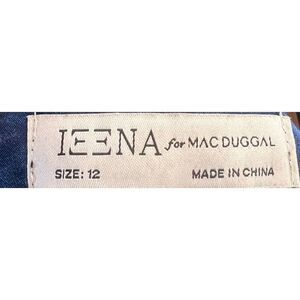 IEENA for MAC DUGGAL
SIZE: 12 MADE IN CHINA